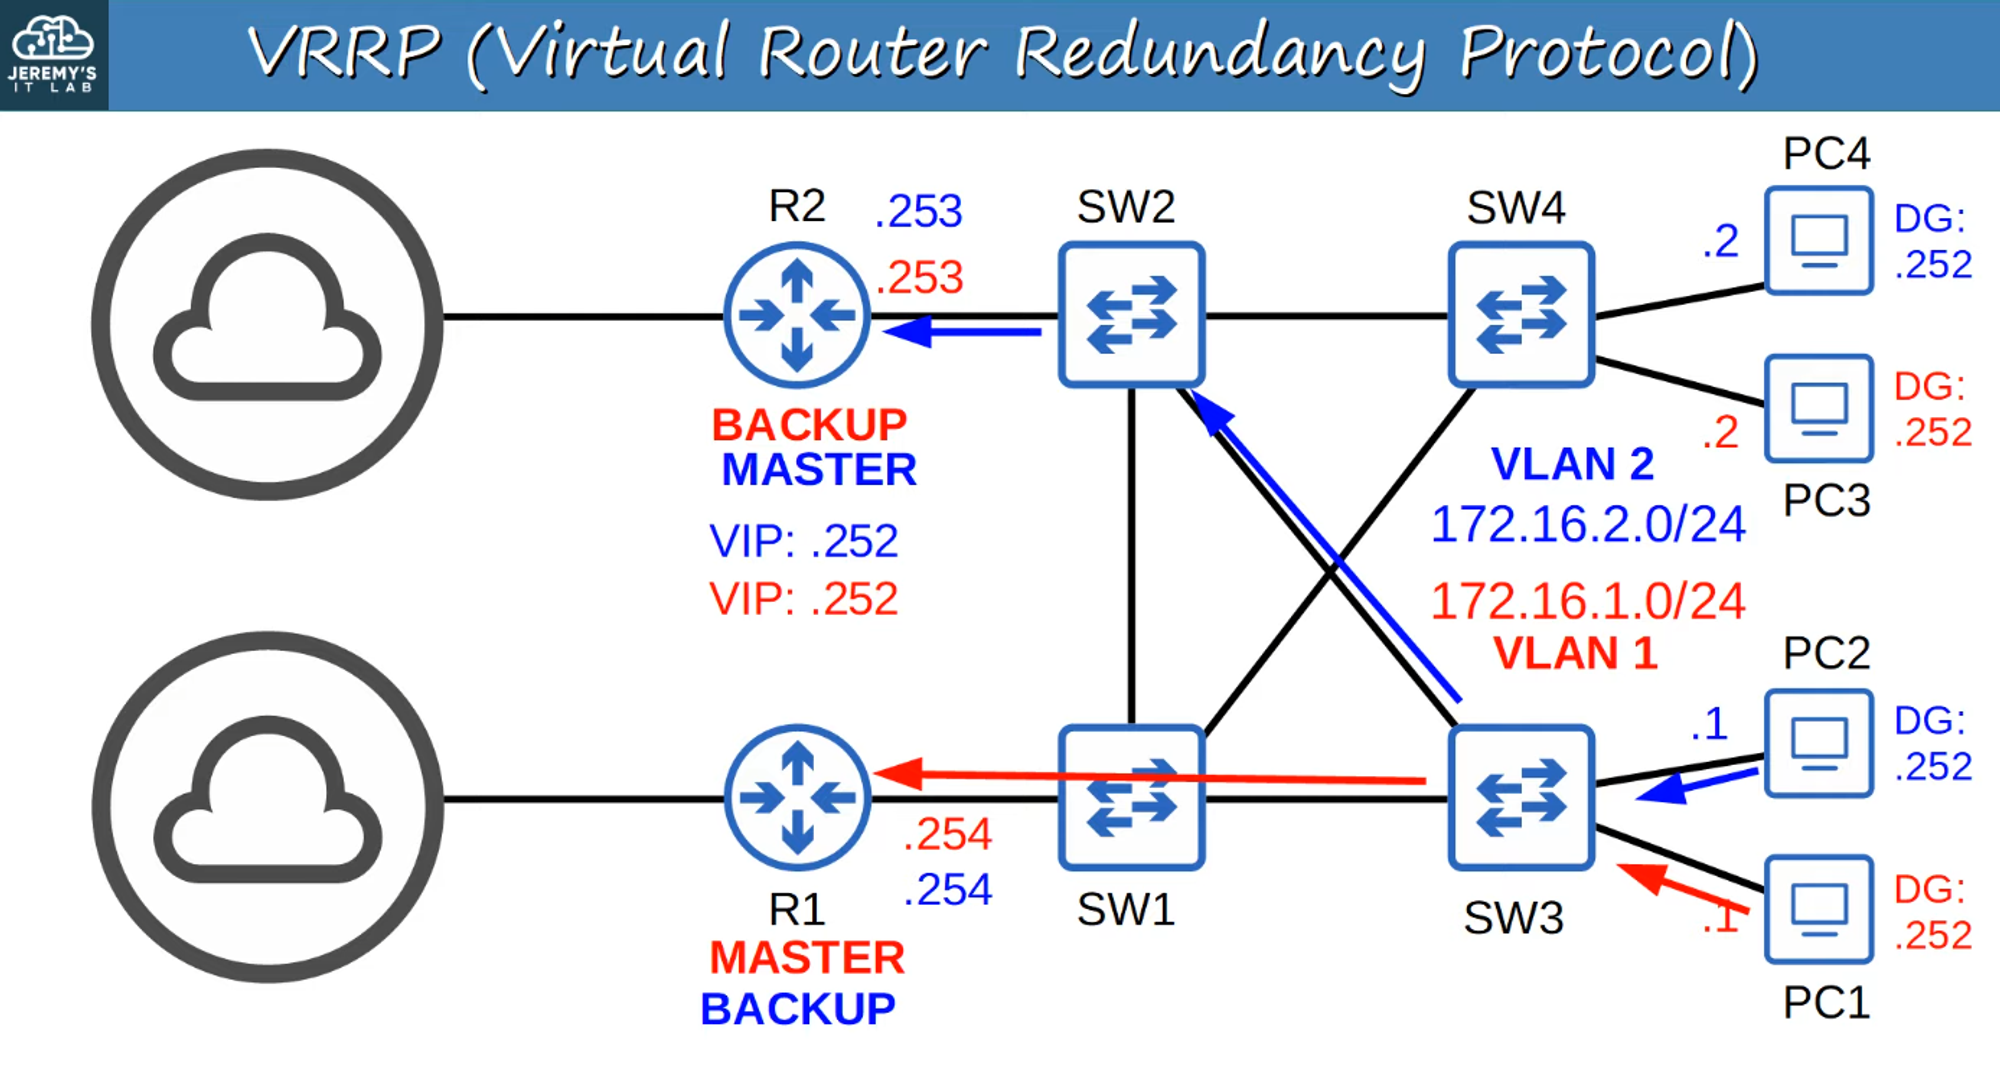 JEREMY'S
IT LAB
VRRP (Virtual Router Redundancy Protocol)
PC4
R2
.253
SW2
SW4
.2
DG:
.252
.253
DG:
.252
BACKUP
MASTER
.2
VLAN 2
PC3
VIP: .252
172.16.2.0/24
VIP: .252
172.16.1.0/24
VLAN 1
PC2
.1
DG:
.252
.254
.254
R1
SW1
SW3
.1
DG:
.252
MASTER
BACKUP
PC1